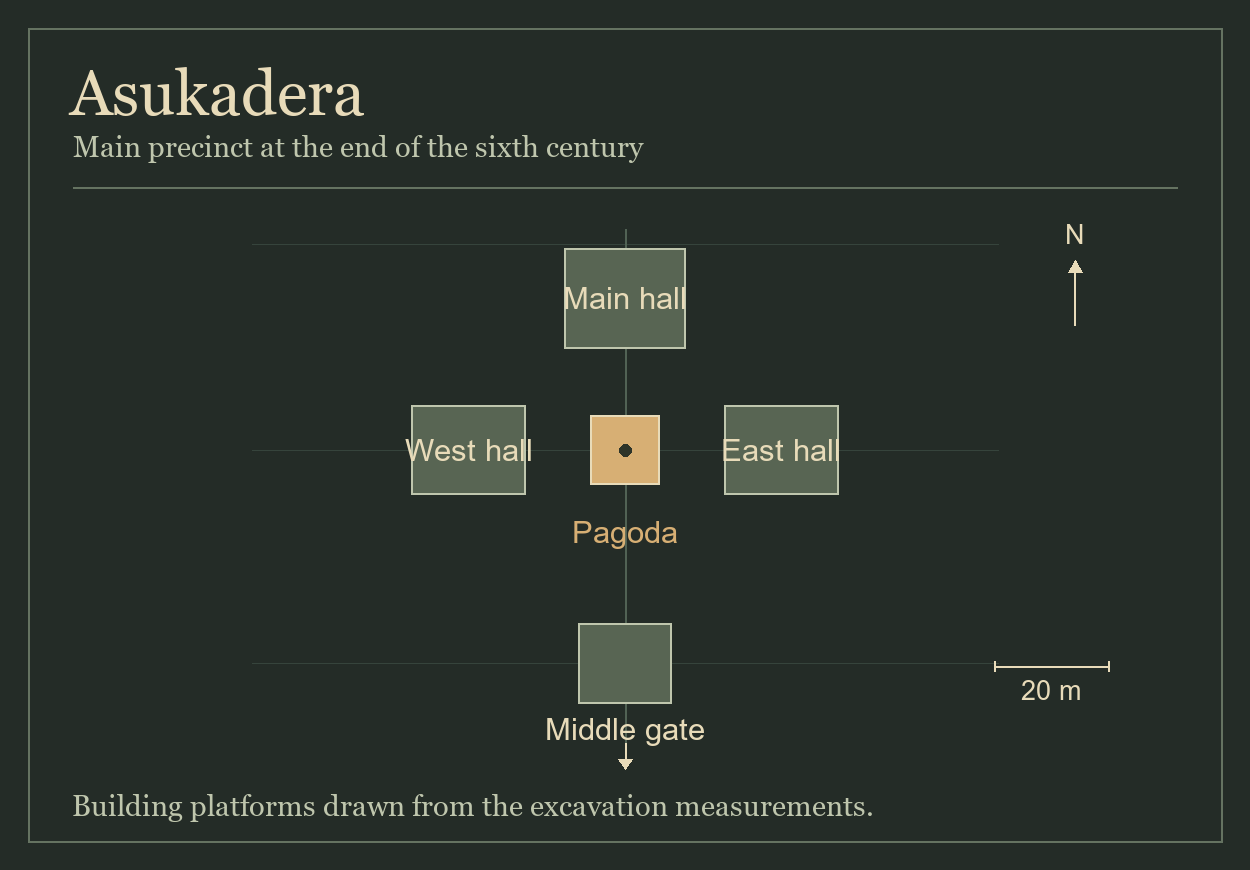 Asukadera
Main precinct at the end of the sixth century
N
Main hall
West hall
East hall
Pagoda
20 m
Middle gate
Building platforms drawn from the excavation measurements.